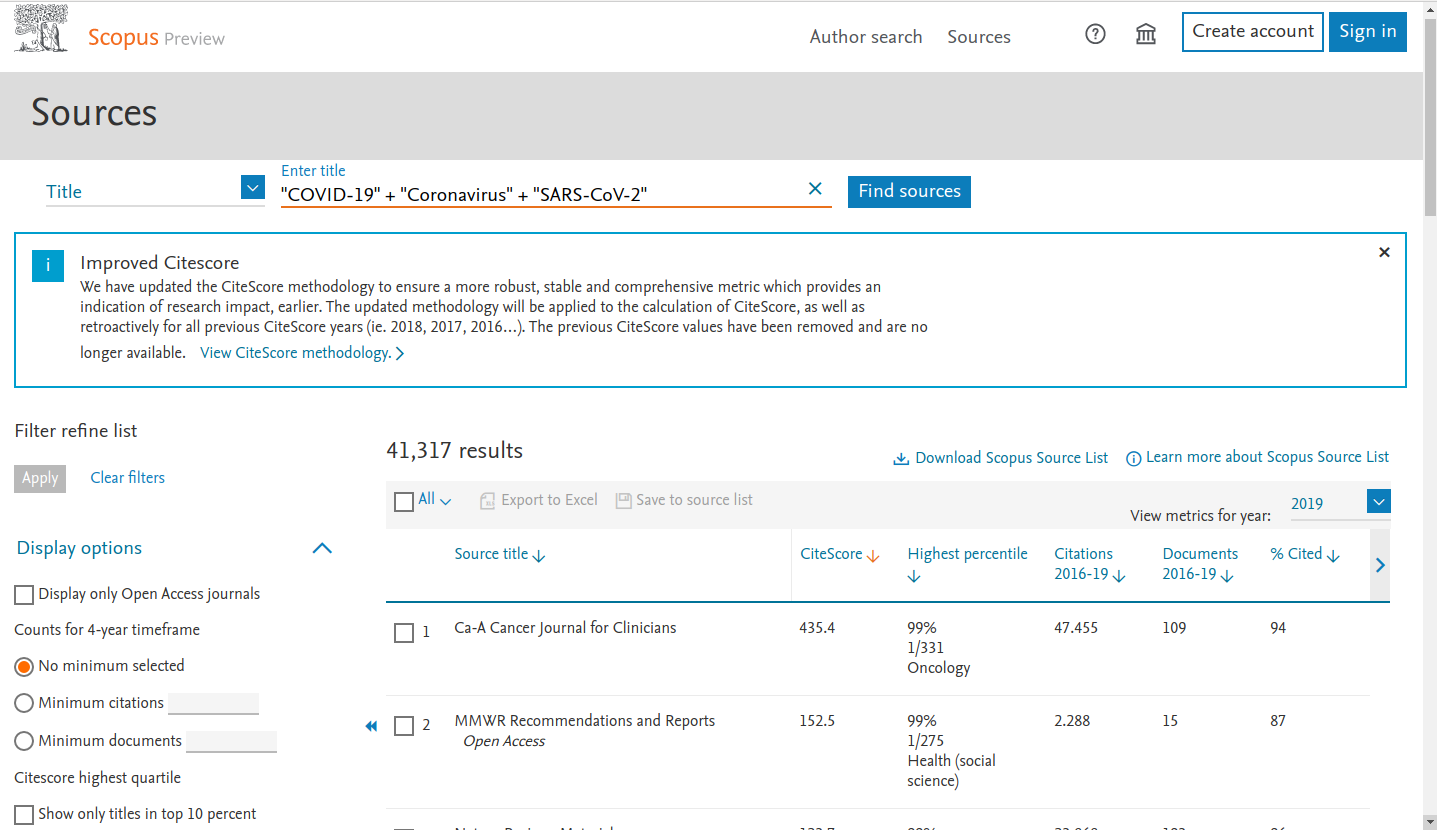 Scopus Preview
Author search
Sources
Create account
Sign in
Sources
Title
Enter title
"COVID-19" + "Coronavirus" + "SARS-CoV-2"
Find sources
i
Improved Citescore
We have updated the CiteScore methodology to ensure a more robust, stable and comprehensive metric which provides an
indication of research impact, earlier. The updated methodology will be applied to the calculation of CiteScore, as well as
retroactively for all previous CiteScore years (ie. 2018, 2017, 2016...). The previous CiteScore values have been removed and are no
longer available. View CiteScore methodology.
Filter refine list
Apply
Clear filters
Display options
Display only Open Access journals
Counts for 4-year timeframe
No minimum selected
Minimum citations
Minimum documents
Citescore highest quartile
Show only titles in top 10 percent
41,317 results
Download Scopus Source List
Learn more about Scopus Source List
All
Export to Excel
Save to source list
View metrics for year:
2019
Source title
CiteScore
Highest percentile
Citations
2016-19
Documents
2016-19
% Cited
1
Ca-A Cancer Journal for Clinicians
435.4
99%
1/331
Oncology
47.455
109
94
2
MMWR Recommendations and Reports
Open Access
152.5
99%
1/275
Health (social
science)
2.288
15
87